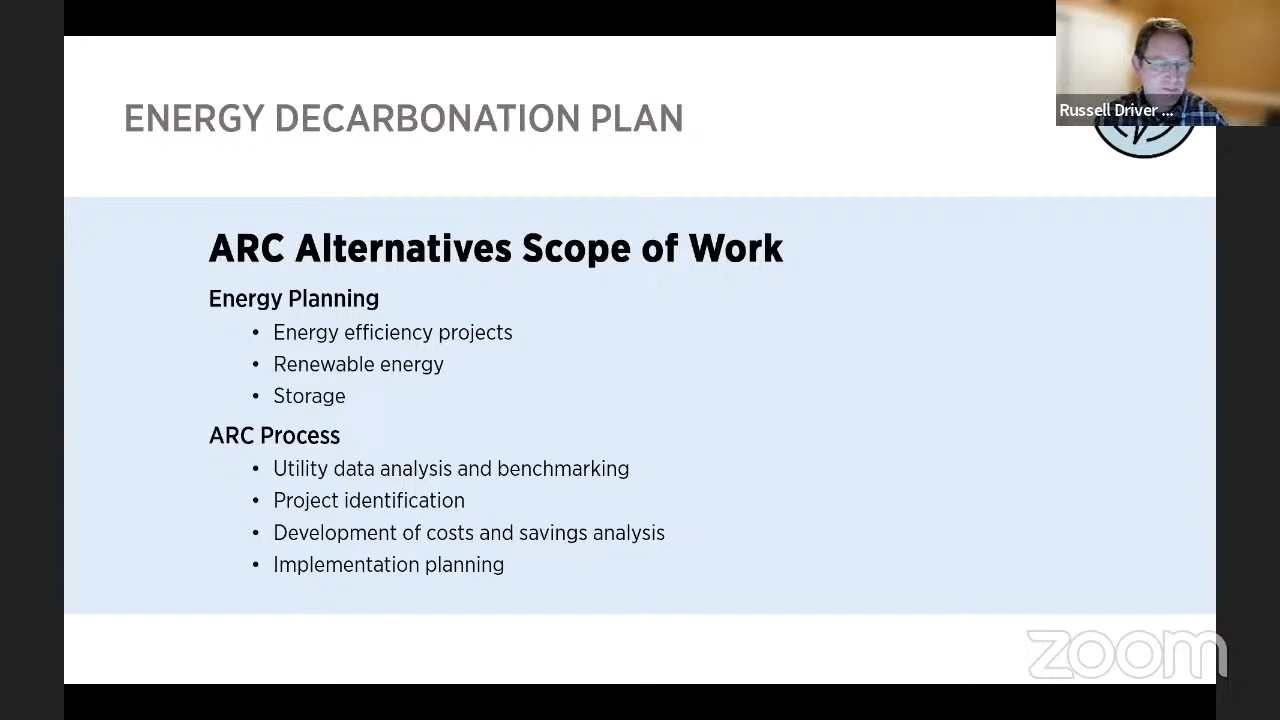 ENERGY DECARBONATION PLAN
Russell Driver ...
ARC Alternatives Scope of Work
Energy Planning
• Energy efficiency projects
• Renewable energy
• Storage
ARC Process
• Utility data analysis and benchmarking
• Project identification
• Development of costs and savings analysis
• Implementation planning
zoom